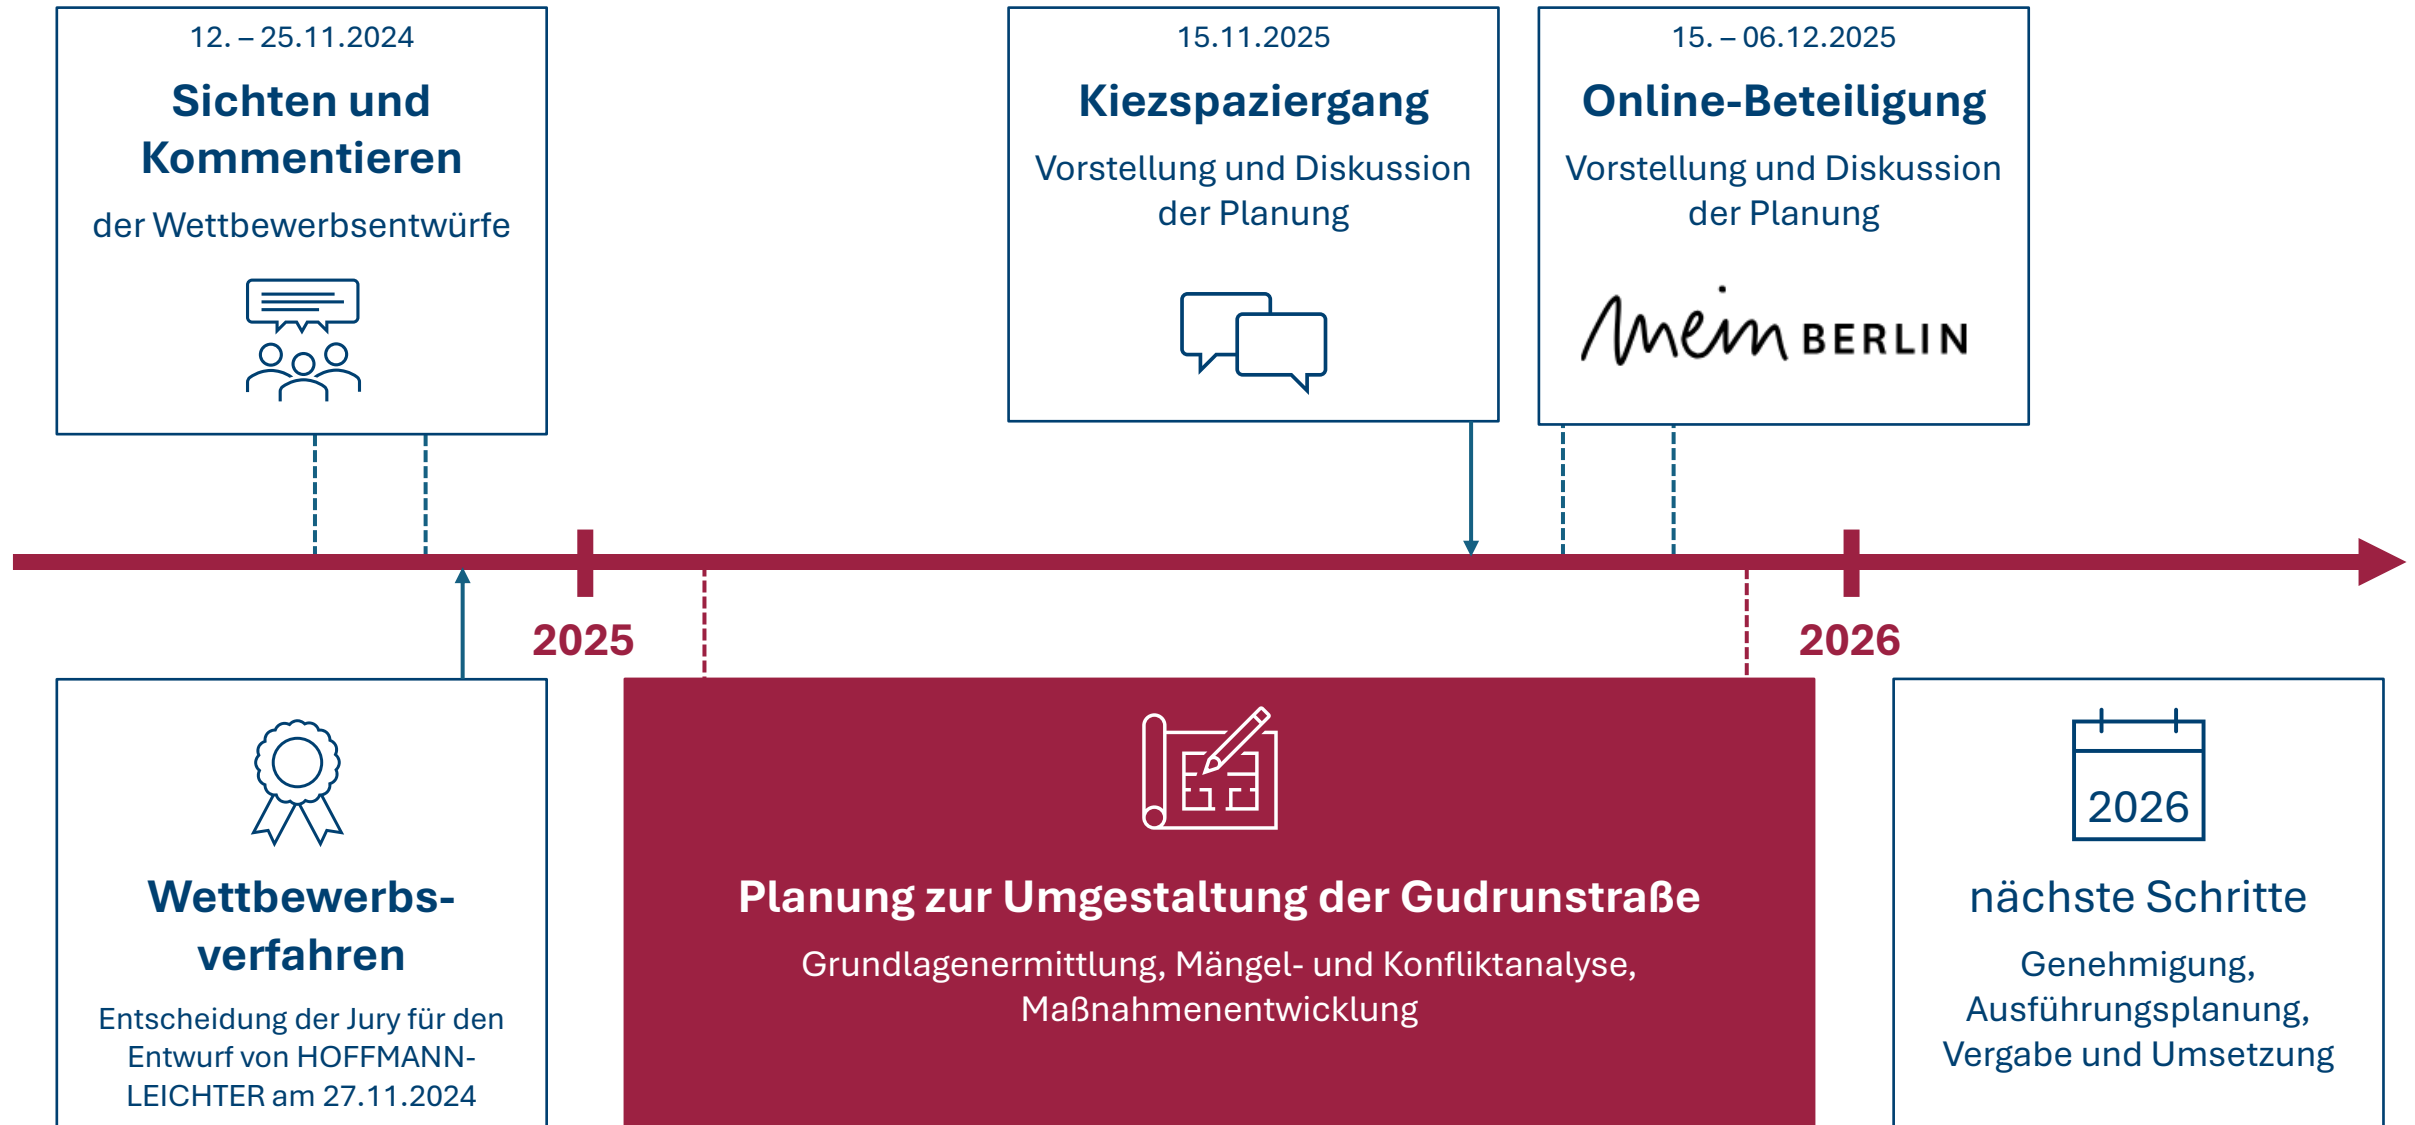 12. – 25.11.2024
Sichten und
Kommentieren
der Wettbewerbsentwürfe
15.11.2025
Kiezspaziergang
Vorstellung und Diskussion
der Planung
15. – 06.12.2025
Online-Beteiligung
Vorstellung und Diskussion
der Planung
mein BERLIN
2025
2026
Wettbewerbs-
verfahren
Entscheidung der Jury für den
Entwurf von HOFFMANN-
LEICHTER am 27.11.2024
Planung zur Umgestaltung der Gudrunstraße
Grundlagenermittlung, Mängel- und Konfliktanalyse,
Maßnahmenentwicklung
2026
nächste Schritte
Genehmigung,
Ausführungsplanung,
Vergabe und Umsetzung